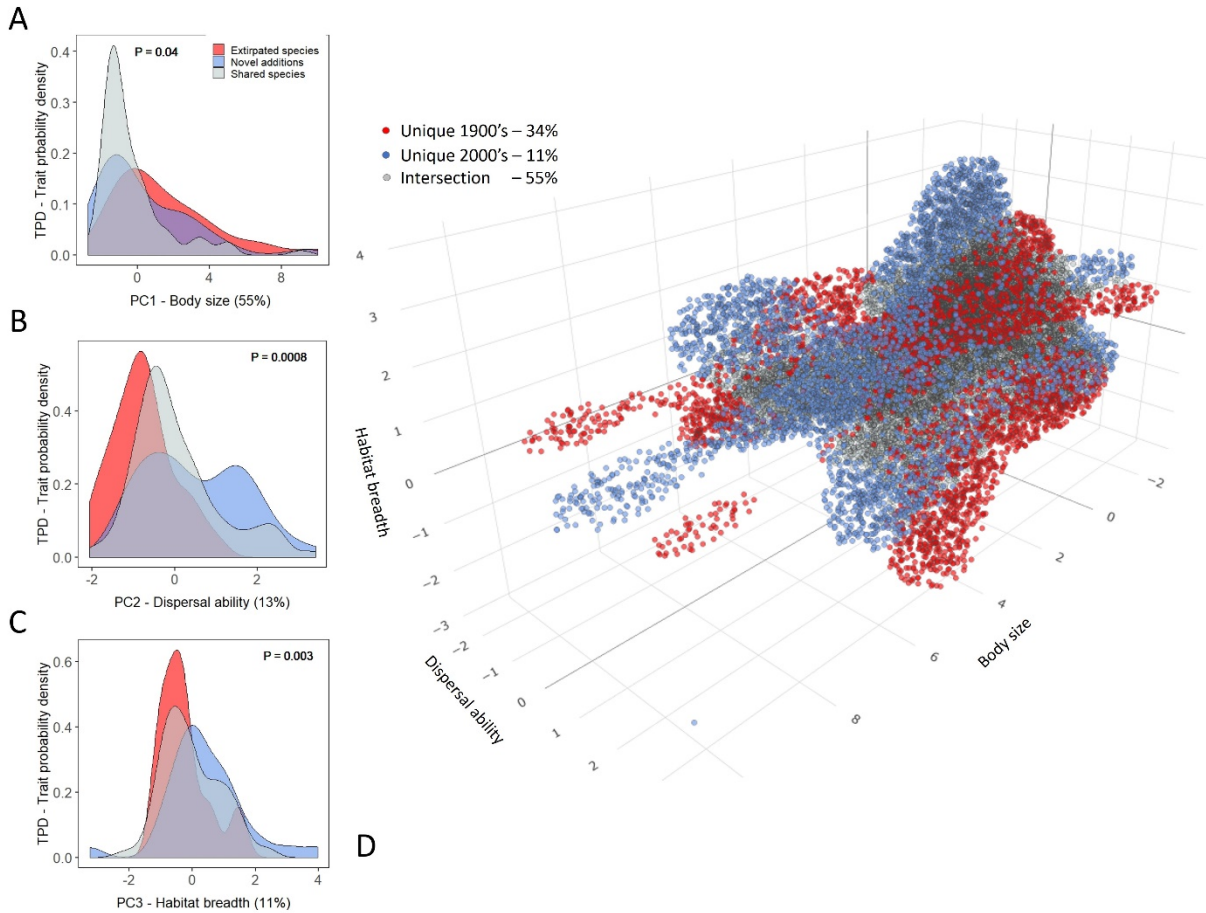 A
P = 0.04
Extirpated species
Novel additions
Shared species
TPD - Trait prbability density
0.4
0.3
0.2
0.1
0.0
0
4
8
PC1 - Body size (55%)
B
P = 0.0008
TPD - Trait probability density
0.4
0.2
0.0
-2
0
2
PC2 - Dispersal ability (13%)
C
P = 0.003
TPD - Trait probability density
0.6
0.4
0.2
0.0
-2
0
2
4
PC3 - Habitat breadth (11%)
D
Unique 1900's – 34%
Unique 2000's – 11%
Intersection – 55%
Habitat breadth
4
3
2
1
0
−1
−2
−3
Dispersal ability
−2
−1
0
1
2
Body size
−2
0
2
4
6
8